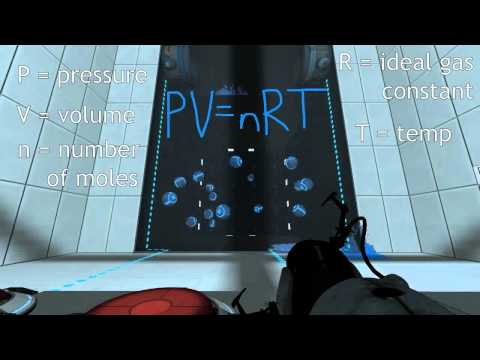 P = pressure
V = volume
n = number
of moles
PV=nRT
R = ideal gas
constant
T = temp